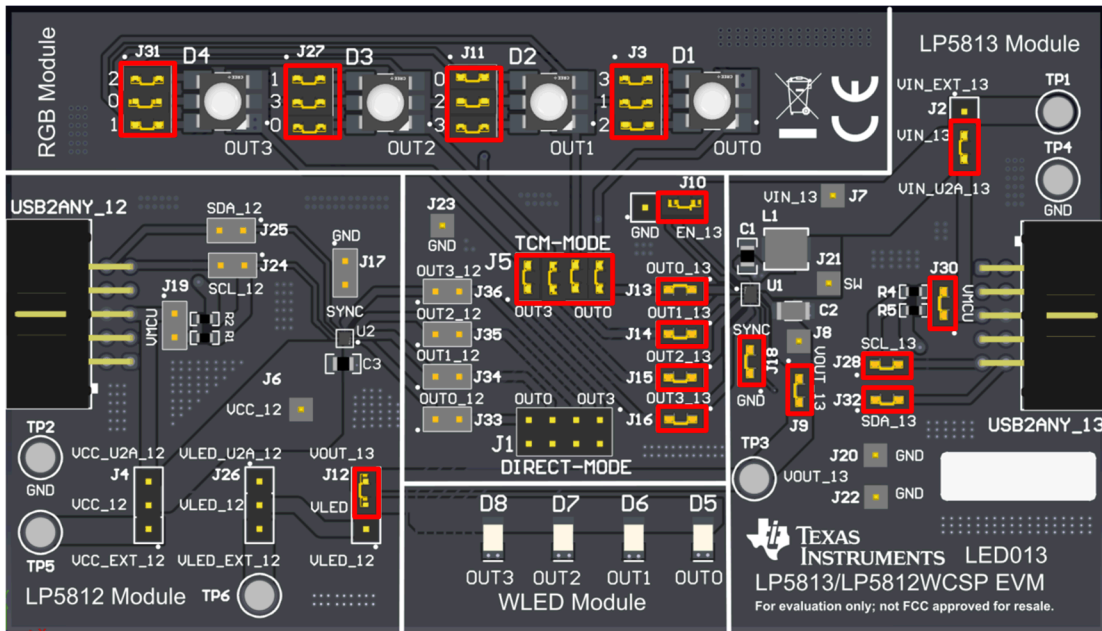 RGB Module
J31
D4
J27
D3
J11
D2
J3
D1
2
0
1
1
3
0
0
2
3
3
1
2
OUT3
OUT2
OUT1
OUT0
LP5813 Module
VIN_EXT_13
TP1
J2
VIN_13
TP4
VIN_U2A_13
GND
USB2ANY_12
SDA_12
J25
J24
SCL_12
GND
J17
SYNC
J19
VMCU
R2
R1
U2
C3
J6
VCC_12
TP2
GND
TP5
VCC_U2A_12
J4
VCC_12
VCC_EXT_12
VLED_U2A_12
J26
VLED_12
VLED_EXT_12
VOUT_13
J12
VLED
VLED_12
LP5812 Module
TP6
J23
GND
J10
GND
EN_13
TCM-MODE
J5
OUT3
OUT0
OUT3_12
J36
OUT2_12
J35
OUT1_12
J34
OUT0_12
J33
OUT0_13
J13
OUT1_13
J14
OUT2_13
J15
OUT3_13
J16
OUT0
OUT3
J1
DIRECT-MODE
D8
D7
D6
D5
OUT3
OUT2
OUT1
OUT0
WLED Module
VIN_13
J7
L1
C1
J21
SW
U1
C2
SYNC
J18
GND
J8
VOUT_13
J9
R4
R5
J30
VMCU
SCL_13
J28
J32
SDA_13
USB2ANY_13
TP3
VOUT_13
J20
GND
J22
GND
TEXAS
INSTRUMENTS
LED013
LP5813/LP5812WCSP EVM
For evaluation only; not FCC approved for resale.